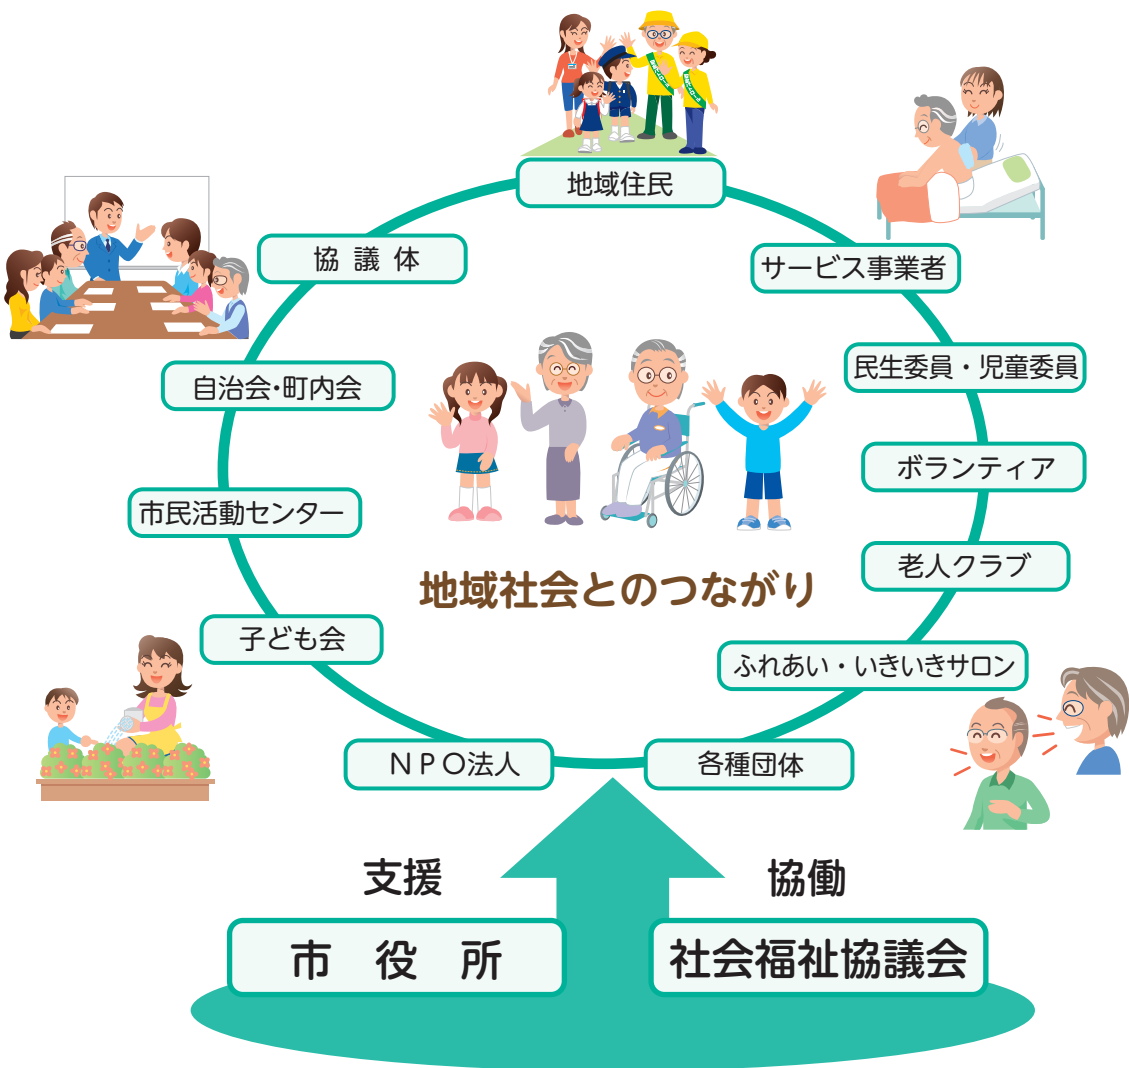 地域住民
協議体
サービス事業者
自治会・町内会
民生委員・児童委員
ボランティア
市民活動センター
老人クラブ
地域社会とのつながり
子ども会
ふれあい・いきいきサロン
NPO法人
各種団体
支援
協働
市役所
社会福祉協議会